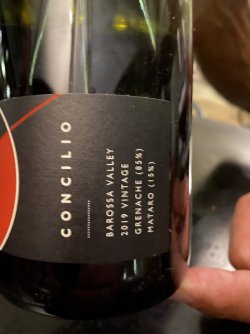 CONCILIO
BAROSSA VALLEY
2019 VINTAGE
GRENACHE (85%)
MATARO (15%)